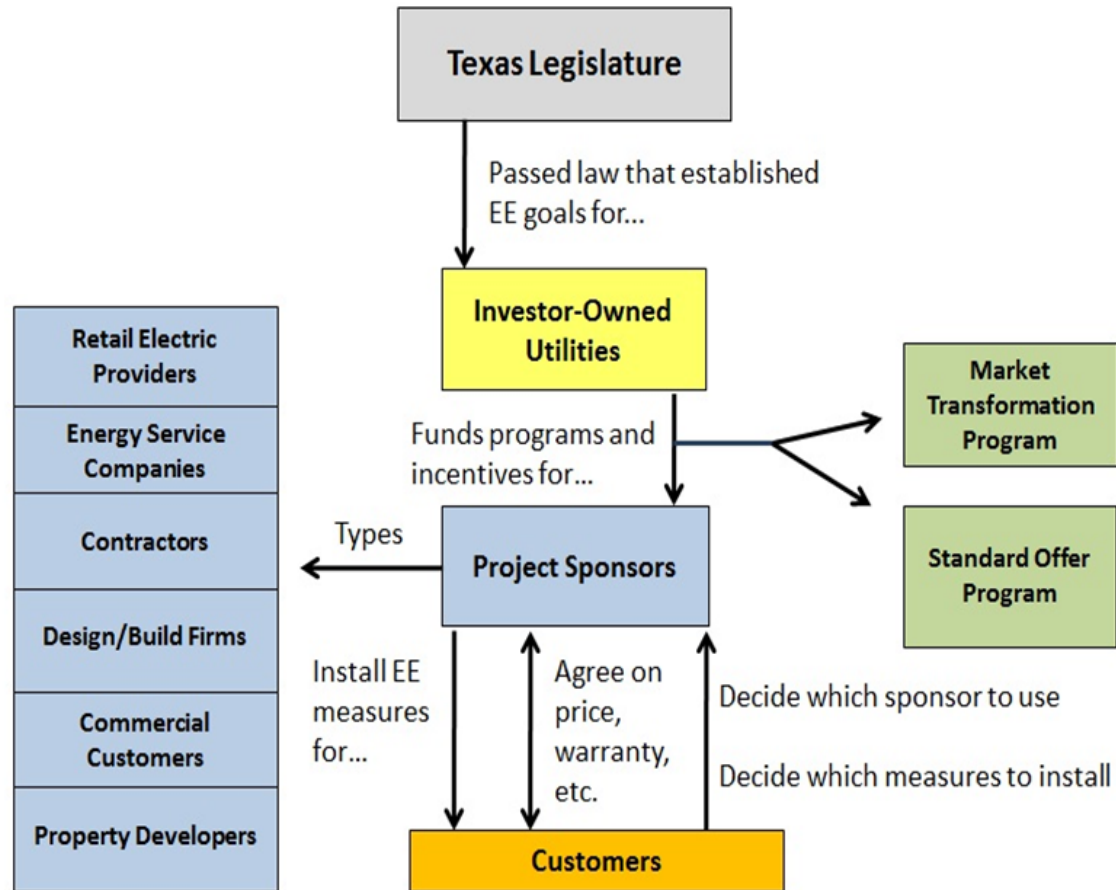 Texas Legislature
Passed law that established
EE goals for...
Investor-Owned
Utilities
Retail Electric
Providers
Energy Service
Companies
Contractors
Design/Build Firms
Commercial
Customers
Property Developers
Funds programs and
incentives for...
Market
Transformation
Program
Standard Offer
Program
Types
Project Sponsors
Install EE
measures
for...
Agree on
price,
warranty,
etc.
Decide which sponsor to use
Decide which measures to install
Customers